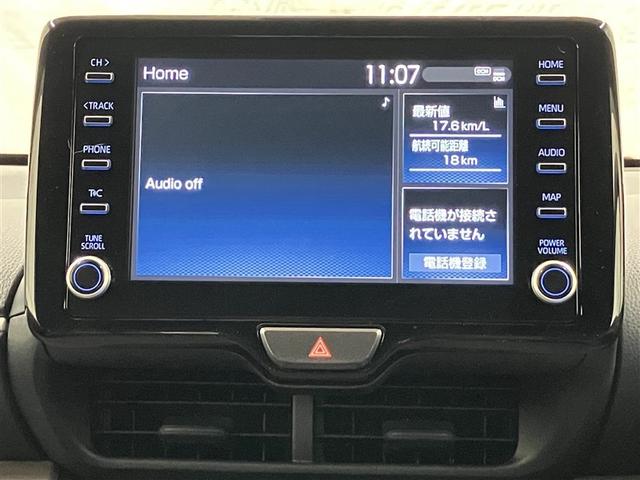 CH >
< TRACK
PHONE
T&C
TUNE
SCROLL
Home
11:07
DCM
Audio off
最新値
17.6 km/L
航続可能距離
18 km
電話機が接続さ
れていません
電話機登録
HOME
MENU
AUDIO
MAP
POWER
VOLUME